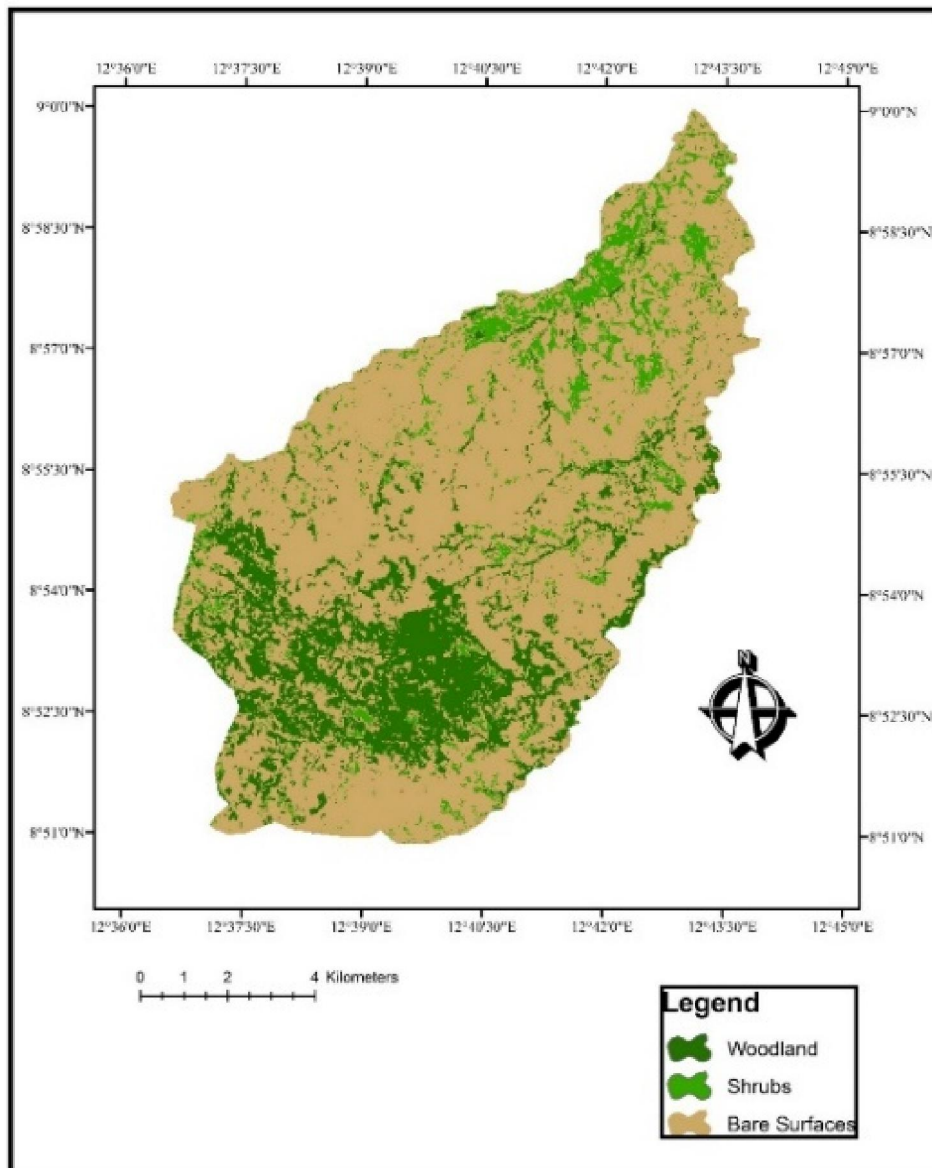 12°36'0"E 12°37'30"E 12°39'0"E 12°40'30"E 12°42'0"E 12°43'30"E 12°45'0"E
9°0'0"N 9°0'0"N
8°58'30"N 8°58'30"N
8°57'0"N 8°57'0"N
8°55'30"N 8°55'30"N
8°54'0"N 8°54'0"N
N
8°52'30"N 8°52'30"N
8°51'0"N 8°51'0"N
12°36'0"E 12°37'30"E 12°39'0"E 12°40'30"E 12°42'0"E 12°43'30"E 12°45'0"E
0 1 2 4 Kilometers
Legend
Woodland
Shrubs
Bare Surfaces